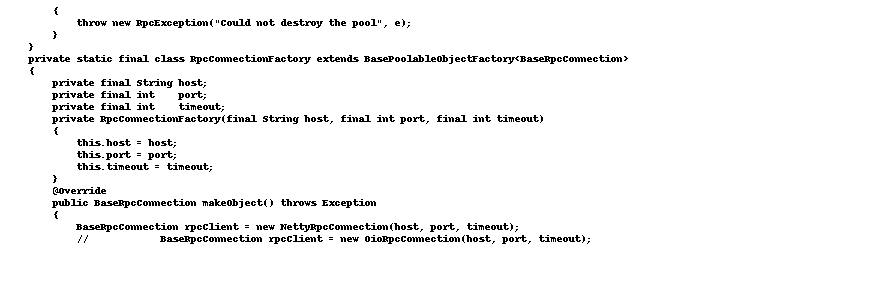 {
throw new RpcException("Could not destroy the pool", e);
}
}
private static final class RpcConnectionFactory extends BasePoolableObjectFactory<BaseRpcConnection>
{
private final String host;
private final int    port;
private final int    timeout;
private RpcConnectionFactory(final String host, final int port, final int timeout)
{
this.host = host;
this.port = port;
this.timeout = timeout;
}
@Override
public BaseRpcConnection makeObject() throws Exception
{
BaseRpcConnection rpcClient = new NettyRpcConnection(host, port, timeout);
//            BaseRpcConnection rpcClient = new OioRpcConnection(host, port, timeout);